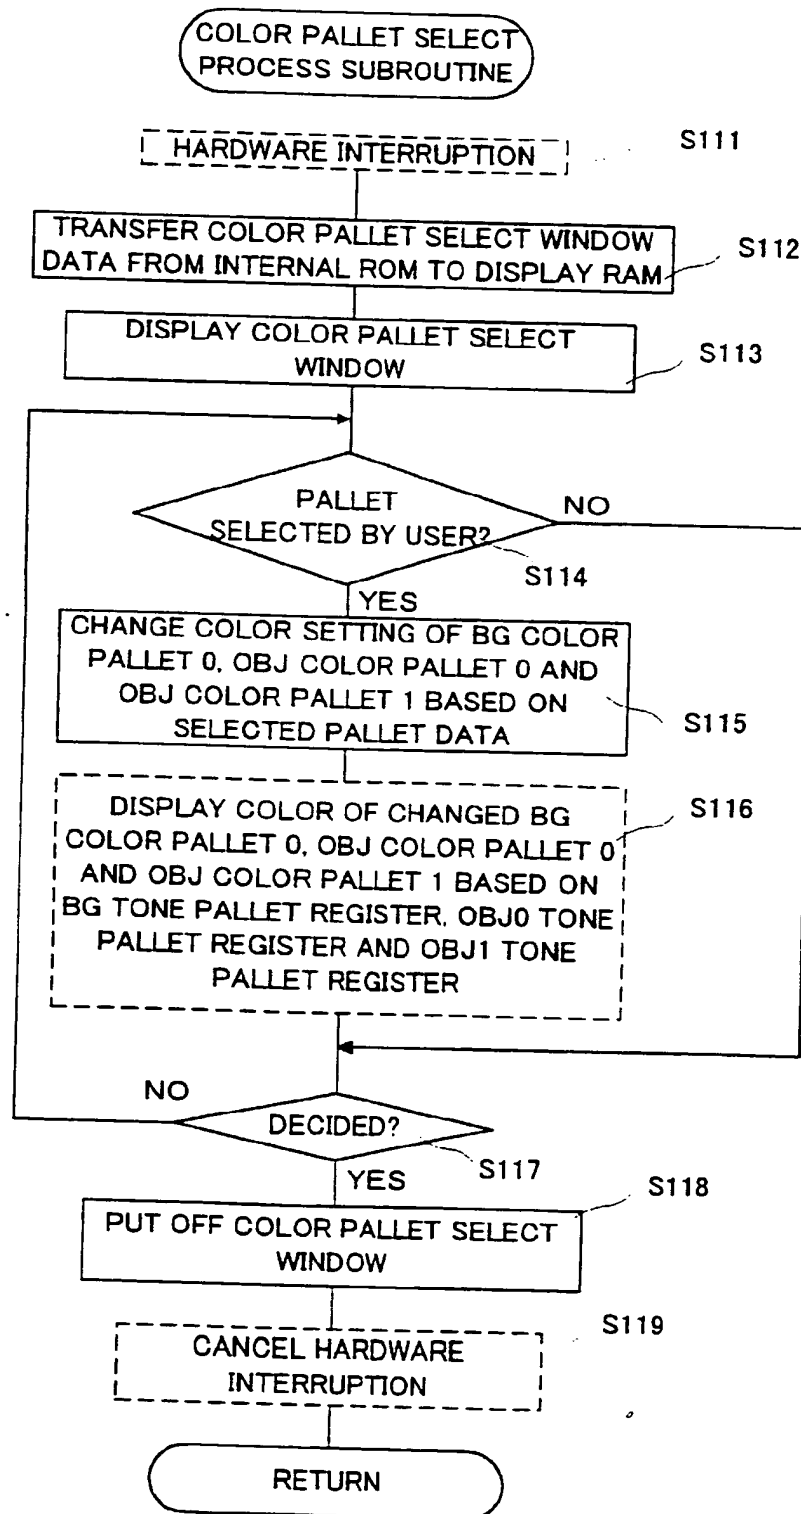 COLOR PALLET SELECT
PROCESS SUBROUTINE
HARDWARE INTERRUPTION
S111
TRANSFER COLOR PALLET SELECT WINDOW
DATA FROM INTERNAL ROM TO DISPLAY RAM
S112
DISPLAY COLOR PALLET SELECT
WINDOW
S113
PALLET
SELECTED BY USER?
NO
S114
YES
CHANGE COLOR SETTING OF BG COLOR
PALLET 0, OBJ COLOR PALLET 0 AND
OBJ COLOR PALLET 1 BASED ON
SELECTED PALLET DATA
S115
DISPLAY COLOR OF CHANGED BG
COLOR PALLET 0, OBJ COLOR PALLET 0
AND OBJ COLOR PALLET 1 BASED ON
BG TONE PALLET REGISTER, OBJ0 TONE
PALLET REGISTER AND OBJ1 TONE
PALLET REGISTER
S116
NO
DECIDED?
S117
YES
PUT OFF COLOR PALLET SELECT
WINDOW
S118
CANCEL HARDWARE
INTERRUPTION
S119
RETURN